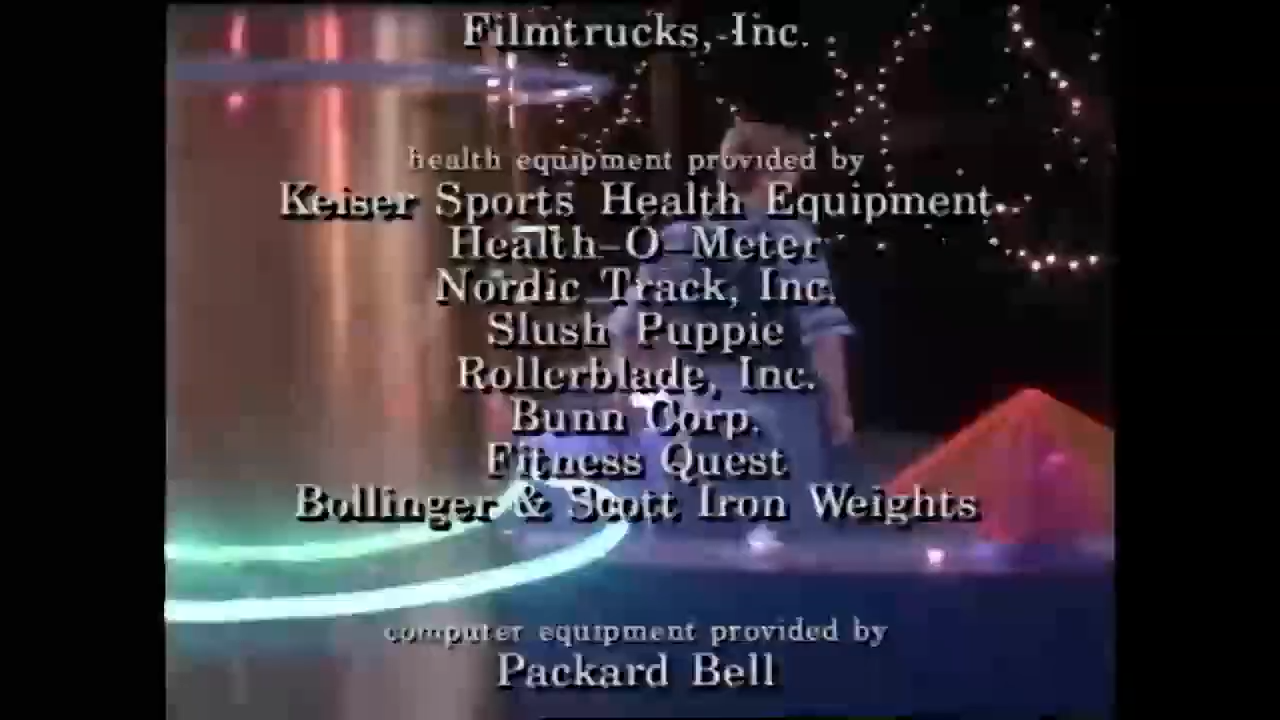 Filmtrucks, Inc.
health equipment provided by
Keiser Sports Health Equipment
Health-O-Meter
Nordic Track, Inc.
Slush Puppie
Rollerblade, Inc.
Bunn Corp.
Fitness Quest
Bollinger & Scott Iron Weights
computer equipment provided by
Packard Bell